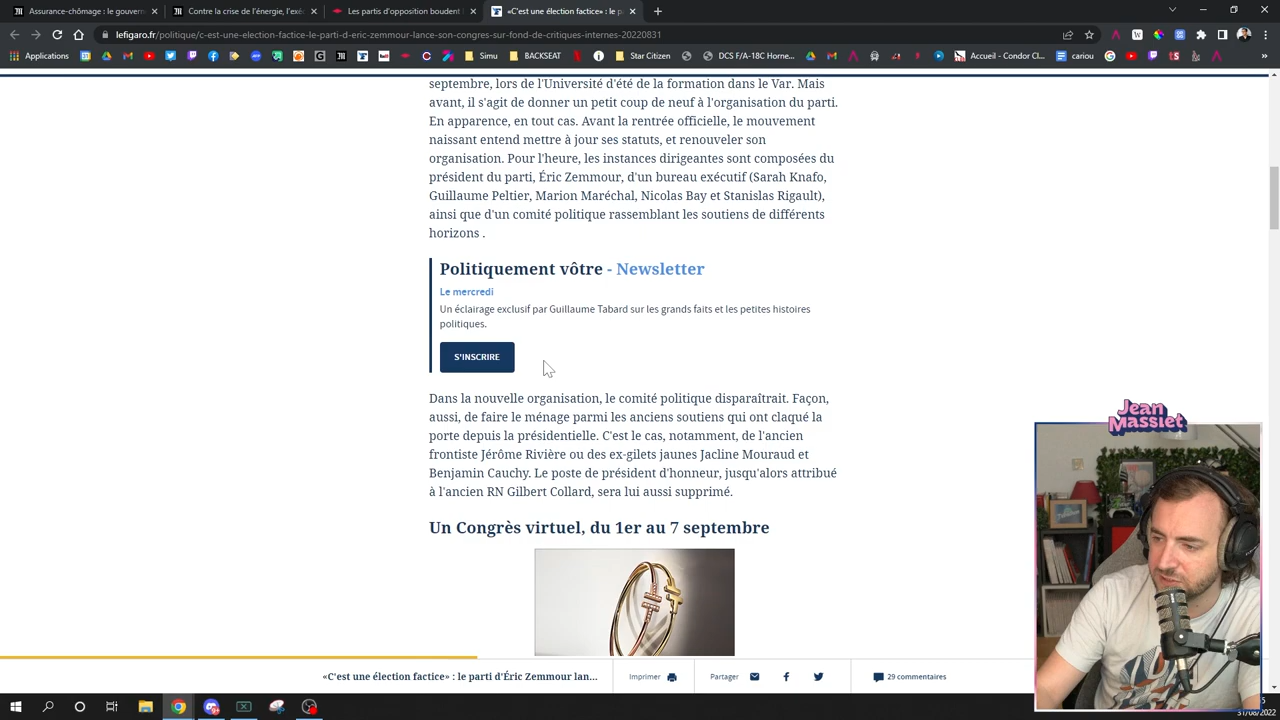 Assurance-chômage : le gouver
Contre la crise de l'énergie, l'exéc
Les partis d'opposition boudent l
«C'est une élection factice» : le p
lefigaro.fr/politique/c-est-une-election-factice-le-parti-d-eric-zemmour-lance-son-congres-sur-fond-de-critiques-internes-20220831
Applications
Simu
BACKSEAT
Star Citizen
DCS F/A-18C Horne...
Accueil - Condor Cl...
cariou
septembre, lors de l'Université d'été de la formation dans le Var. Mais
avant, il s'agit de donner un petit coup de neuf à l'organisation du parti.
En apparence, en tout cas. Avant la rentrée officielle, le mouvement
naissant entend mettre à jour ses statuts, et renouveler son
organisation. Pour l'heure, les instances dirigeantes sont composées du
président du parti, Éric Zemmour, d'un bureau exécutif (Sarah Knafo,
Guillaume Peltier, Marion Maréchal, Nicolas Bay et Stanislas Rigault),
ainsi que d'un comité politique rassemblant les soutiens de différents
horizons .
Politiquement vôtre - Newsletter
Le mercredi
Un éclairage exclusif par Guillaume Tabard sur les grands faits et les petites histoires
politiques.
S'INSCRIRE
Dans la nouvelle organisation, le comité politique disparaîtrait. Façon,
aussi, de faire le ménage parmi les anciens soutiens qui ont claqué la
porte depuis la présidentielle. C'est le cas, notamment, de l'ancien
frontiste Jérôme Rivière ou des ex-gilets jaunes Jacline Mouraud et
Benjamin Cauchy. Le poste de président d'honneur, jusqu'alors attribué
à l'ancien RN Gilbert Collard, sera lui aussi supprimé.
Un Congrès virtuel, du 1er au 7 septembre
Jean
Massiet
«C'est une élection factice» : le parti d'Éric Zemmour lan...
Imprimer
Partager
29 commentaires
31/08/2022